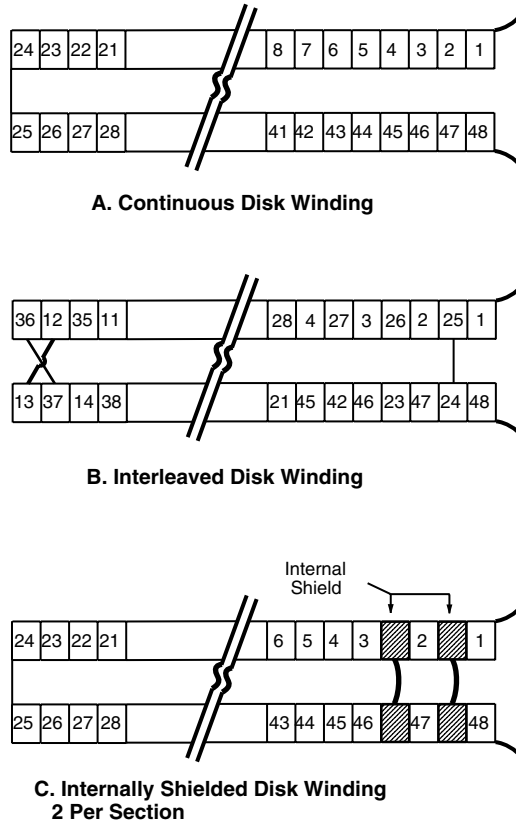 24 23 22 21 8 7 6 5 4 3 2 1
25 26 27 28 41 42 43 44 45 46 47 48
A. Continuous Disk Winding
36 12 35 11 28 4 27 3 26 2 25 1
13 37 14 38 21 45 42 46 23 47 24 48
B. Interleaved Disk Winding
Internal
Shield
24 23 22 21 6 5 4 3 2 1
25 26 27 28 43 44 45 46 47 48
C. Internally Shielded Disk Winding
2 Per Section